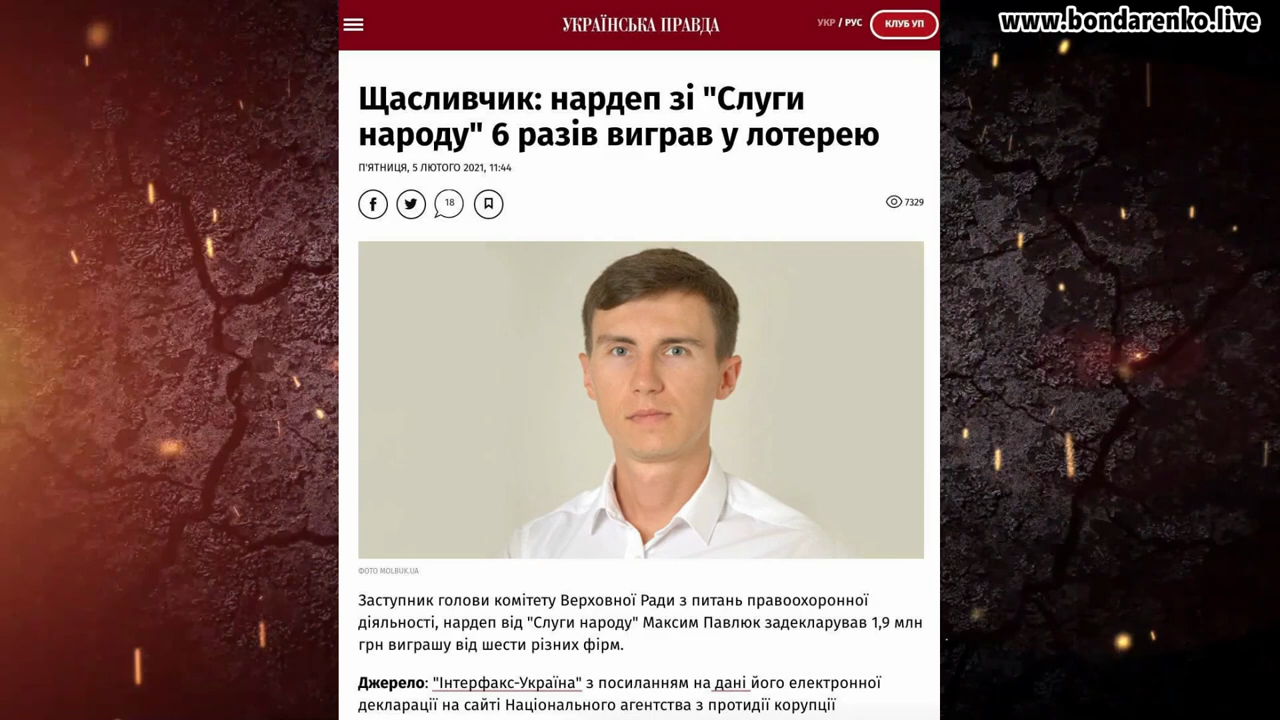 www.bondarenko.live
УКРАЇНСЬКА ПРАВДА
УКР / РУС
КЛУБ УП
Щасливчик: нардеп зі "Слуги
народу" 6 разів виграв у лотерею
П'ЯТНИЦЯ, 5 ЛЮТОГО 2021, 11:44
18
7329
ФОТО MOLBUK.UA
Заступник голови комітету Верховної Ради з питань правоохоронної
діяльності, нардеп від "Слуги народу" Максим Павлюк задекларував 1,9 млн
грн виграшу від шести різних фірм.
Джерело: "Інтерфакс-Україна" з посиланням на дані його електронної
декларації на сайті Національного агентства з протидії корупції